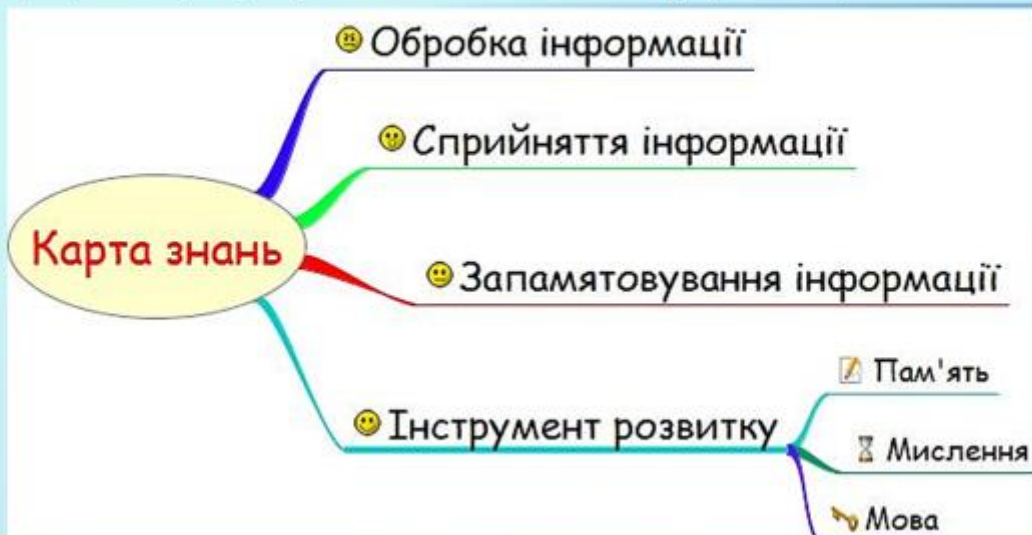 Обробка інформації
Сприйняття інформації
Карта знань
Запамятовування інформації
Інструмент розвитку
Пам'ять
Мислення
Мова